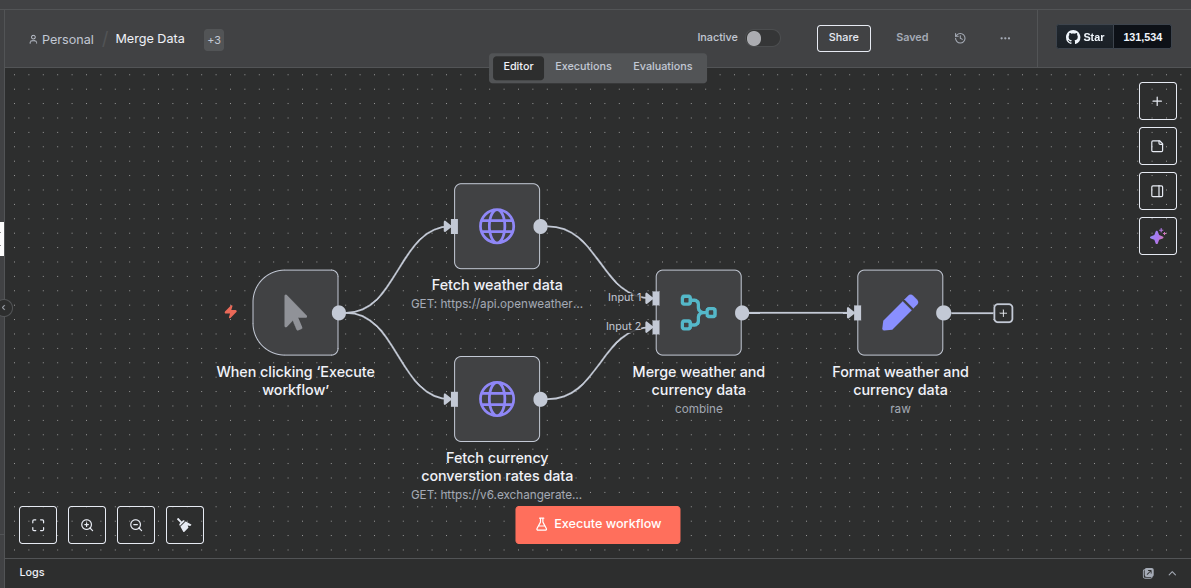 Personal / Merge Data +3
Inactive
Share
Saved
...
Star 131,534
Editor Executions Evaluations
Fetch weather data
GET: https://api.openweather...
When clicking ‘Execute
workflow’
Input 1
Input 2
Merge weather and
currency data
combine
Format weather and
currency data
raw
Fetch currency
converstion rates data
GET: https://v6.exchangerate...
Execute workflow
Logs